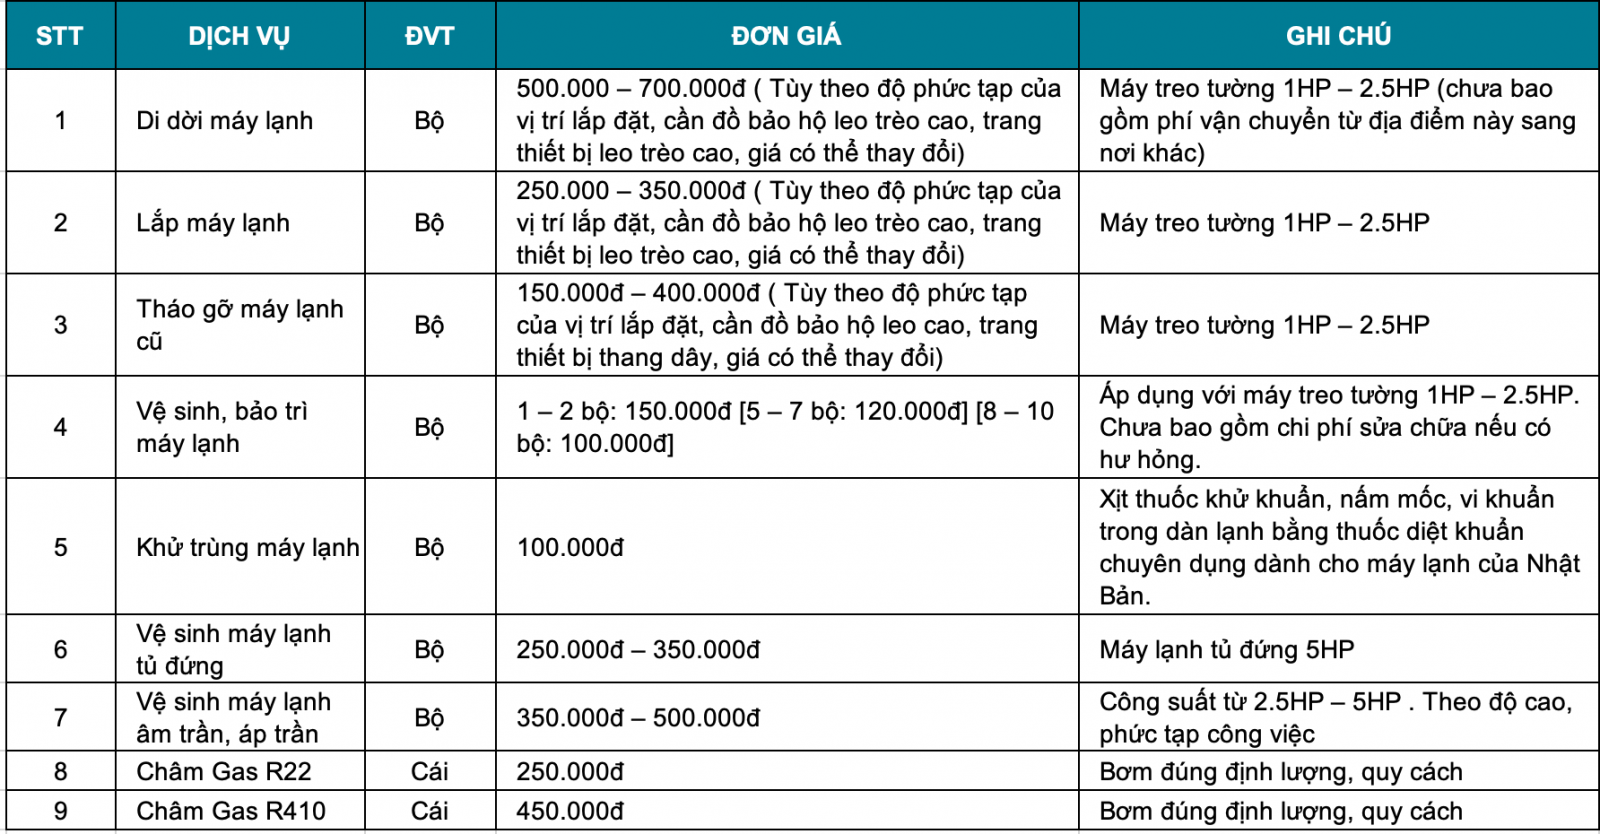 STT DỊCH VỤ ĐVT ĐƠN GIÁ GHI CHÚ
1 Di dời máy lạnh Bộ
500.000 – 700.000đ ( Tùy theo độ phức tạp của
vị trí lắp đặt, cần đồ bảo hộ leo trèo cao, trang
thiết bị leo trèo cao, giá có thể thay đổi)
Máy treo tường 1HP – 2.5HP (chưa bao
gồm phí vận chuyển từ địa điểm này sang
nơi khác)
2 Lắp máy lạnh Bộ
250.000 – 350.000đ ( Tùy theo độ phức tạp của
vị trí lắp đặt, cần đồ bảo hộ leo trèo cao, trang
thiết bị leo trèo cao, giá có thể thay đổi)
Máy treo tường 1HP – 2.5HP
3
Tháo gỡ máy lạnh
cũ
Bộ
150.000đ – 400.000đ ( Tùy theo độ phức tạp
của vị trí lắp đặt, cần đồ bảo hộ leo cao, trang
thiết bị thang dây, giá có thể thay đổi)
Máy treo tường 1HP – 2.5HP
4
Vệ sinh, bảo trì
máy lạnh
Bộ
1 – 2 bộ: 150.000đ [5 – 7 bộ: 120.000đ] [8 – 10
bộ: 100.000đ]
Áp dụng với máy treo tường 1HP – 2.5HP.
Chưa bao gồm chi phí sửa chữa nếu có
hư hỏng.
5 Khử trùng máy lạnh Bộ 100.000đ
Xịt thuốc khử khuẩn, nấm mốc, vi khuẩn
trong dàn lạnh bằng thuốc diệt khuẩn
chuyên dụng dành cho máy lạnh của Nhật
Bản.
6
Vệ sinh máy lạnh
tủ đứng
Bộ 250.000đ – 350.000đ Máy lạnh tủ đứng 5HP
7
Vệ sinh máy lạnh
âm trần, áp trần
Bộ 350.000đ – 500.000đ
Công suất từ 2.5HP – 5HP . Theo độ cao,
phức tạp công việc
8 Châm Gas R22 Cái 250.000đ Bơm đúng định lượng, quy cách
9 Châm Gas R410 Cái 450.000đ Bơm đúng định lượng, quy cách